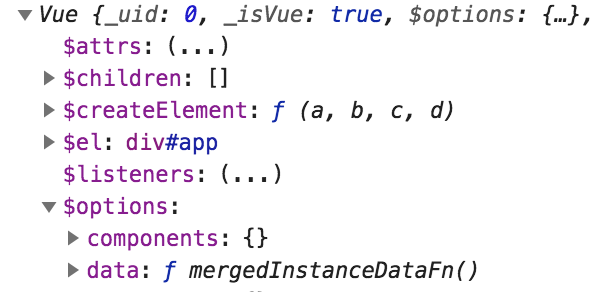 ▼Vue {_uid: 0, _isVue: true, $options: {…},
$attrs: (...)
▶$children: []
▶$createElement: ƒ (a, b, c, d)
▶$el: div#app
$listeners: (...)
▼$options:
▶components: {}
▶data: ƒ mergedInstanceDataFn()